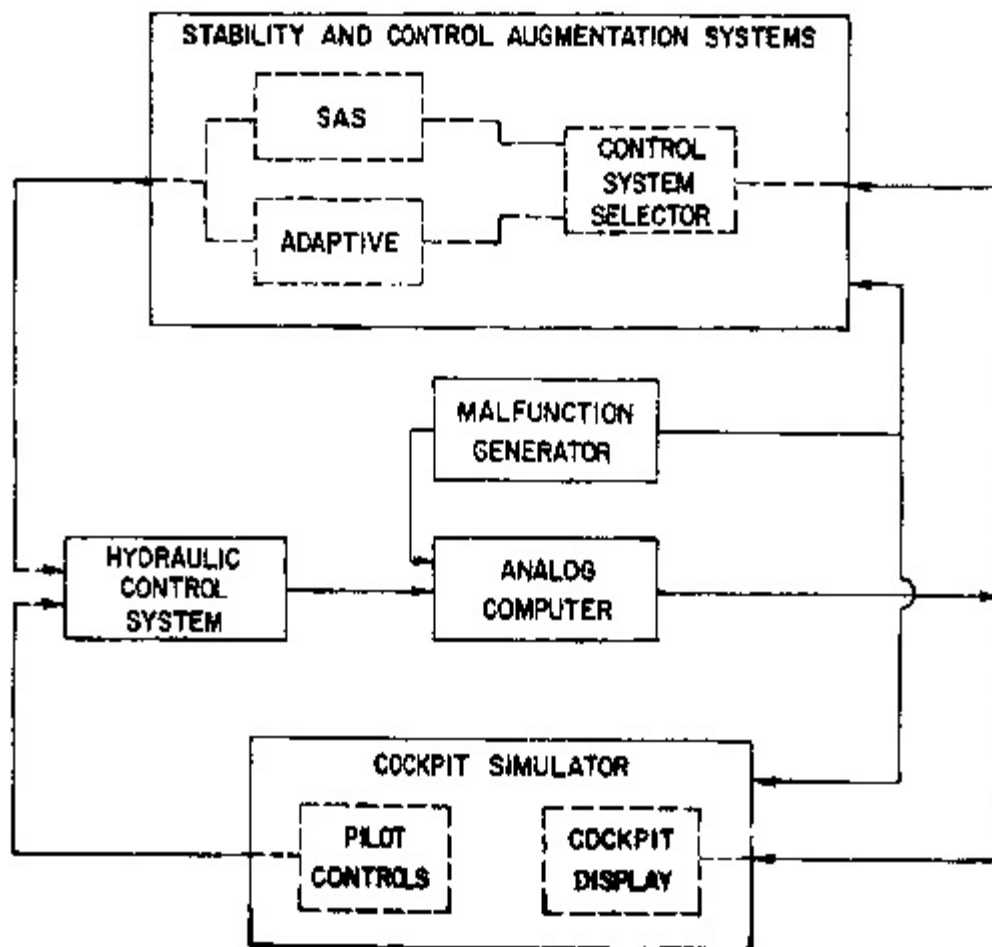 STABILITY AND CONTROL AUGMENTATION SYSTEMS
SAS
CONTROL
SYSTEM
SELECTOR
ADAPTIVE
MALFUNCTION
GENERATOR
HYDRAULIC
CONTROL
SYSTEM
ANALOG
COMPUTER
COCKPIT SIMULATOR
PILOT
CONTROLS
COCKPIT
DISPLAY